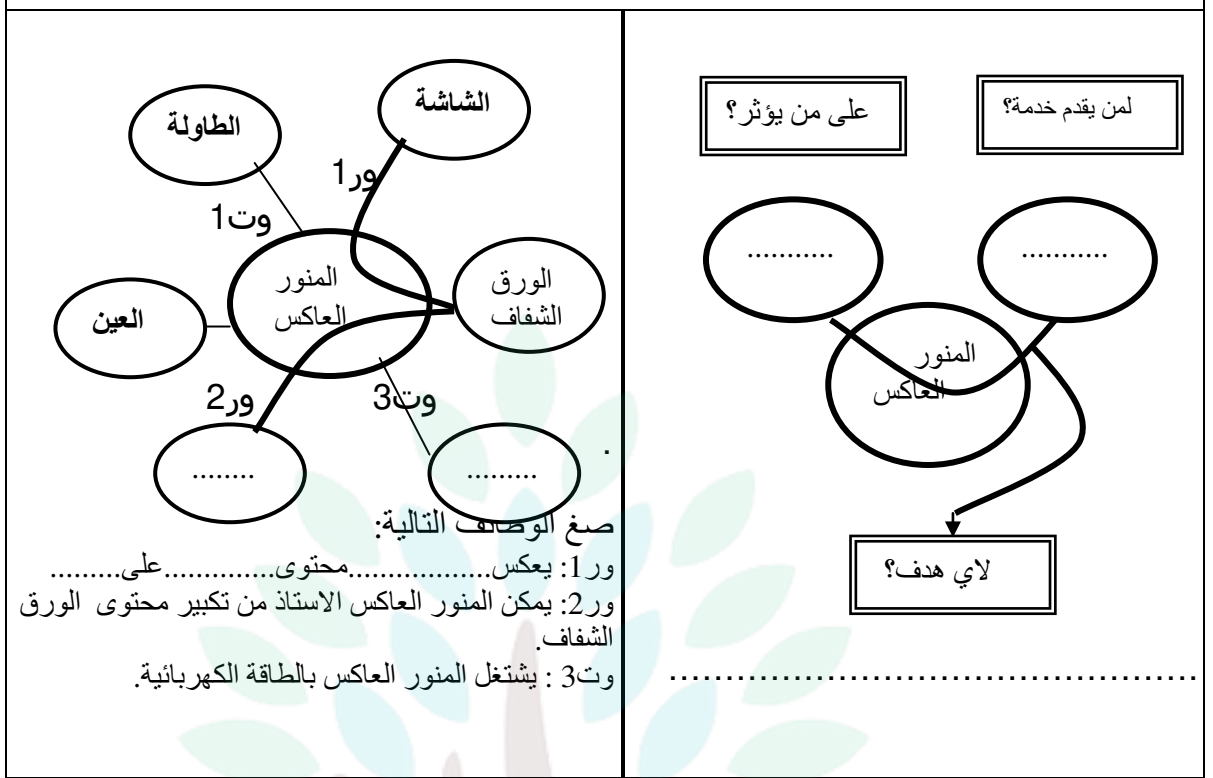 لمن يقدم خدمة؟
على من يؤثر؟
...........
...........
المنور
العاكس
لاي هدف؟
...............................................
الشاشة
الطاولة
ور1
وت1
المنور
العاكس
الورق
الشفاف
العين
ور2
وت3
........
.........
.
صغ الوظائف التالية:
ور1: يعكس..................محتوى..............على.........
ور2: يمكن المنور العاكس الاستاذ من تكبير محتوى الورق
الشفاف.
وت3 : يشتغل المنور العاكس بالطاقة الكهربائية.